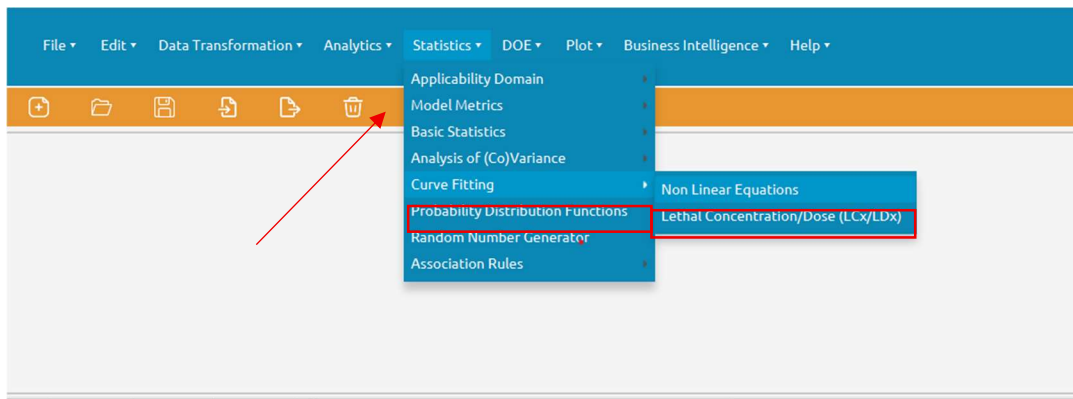 File Edit Data Transformation Analytics Statistics DOE Plot Business Intelligence Help
Applicability Domain
Model Metrics
Basic Statistics
Analysis of (Co)Variance
Curve Fitting
Non Linear Equations
Probability Distribution Functions
Lethal Concentration/Dose (LCx/LDx)
Random Number Generator
Association Rules